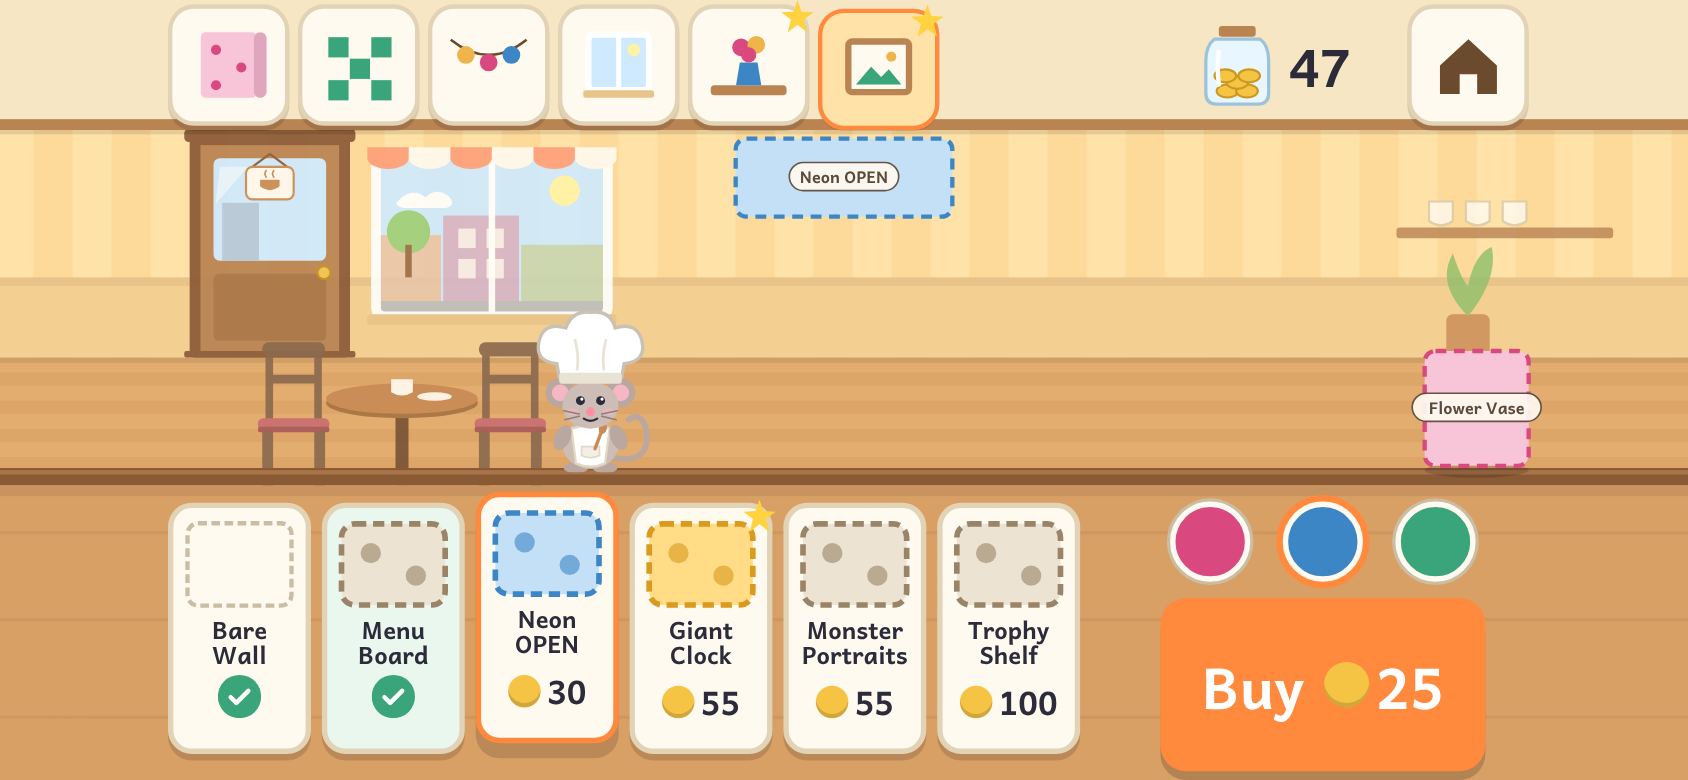 47
Neon OPEN
Flower Vase
Bare
Wall
Menu
Board
Neon
OPEN
30
Giant
Clock
55
Monster
Portraits
55
Trophy
Shelf
100
Buy 25